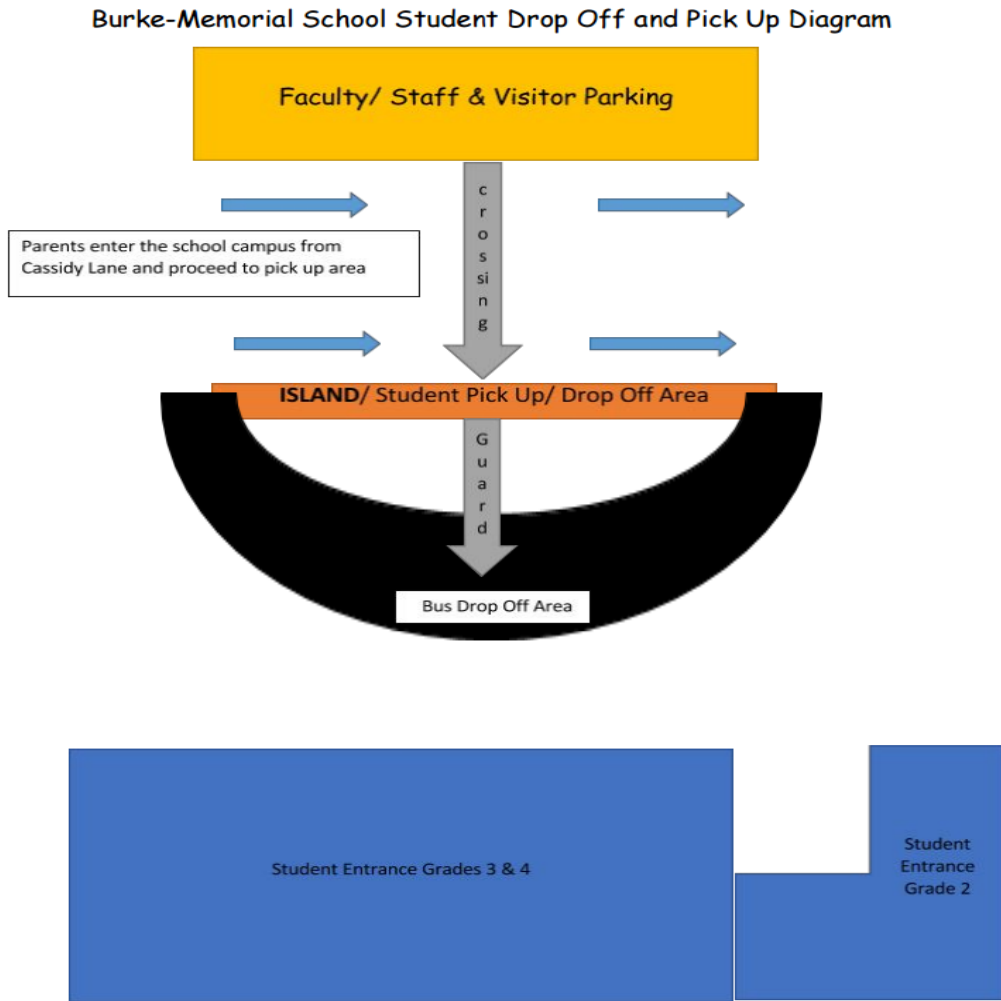 Burke-Memorial School Student Drop Off and Pick Up Diagram
Faculty/ Staff & Visitor Parking
crossing
Parents enter the school campus from
Cassidy Lane and proceed to pick up area
ISLAND/ Student Pick Up/ Drop Off Area
Guard
Bus Drop Off Area
Student Entrance Grades 3 & 4
Student
Entrance
Grade 2